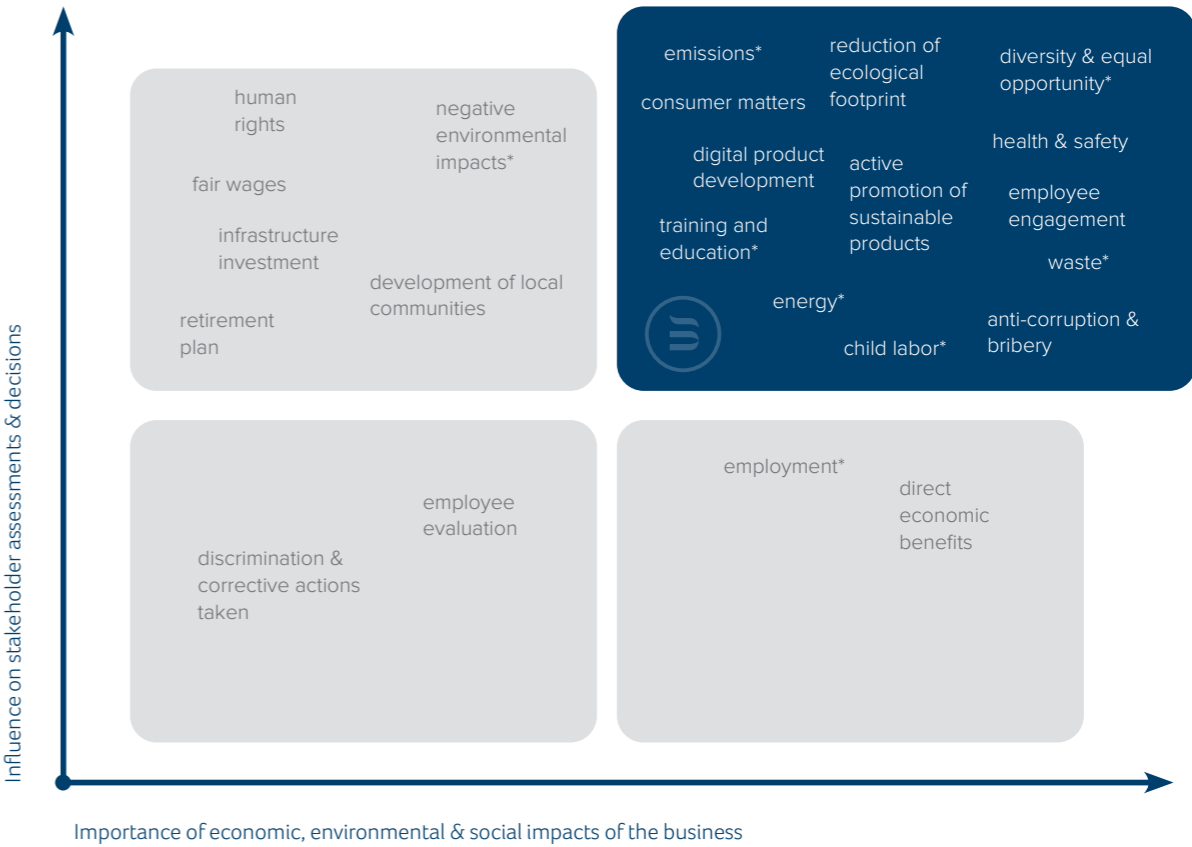 Influence on stakeholder assessments & decisions
human
rights
negative
environmental
impacts*
fair wages
infrastructure
investment
development of local
communities
retirement
plan
emissions*
reduction of
ecological
footprint
diversity & equal
opportunity*
consumer matters
health & safety
digital product
development
active
promotion of
sustainable
products
employee
engagement
training and
education*
waste*
energy*
anti-corruption &
bribery
child labor*
employee
evaluation
discrimination &
corrective actions
taken
employment*
direct
economic
benefits
Importance of economic, environmental & social impacts of the business